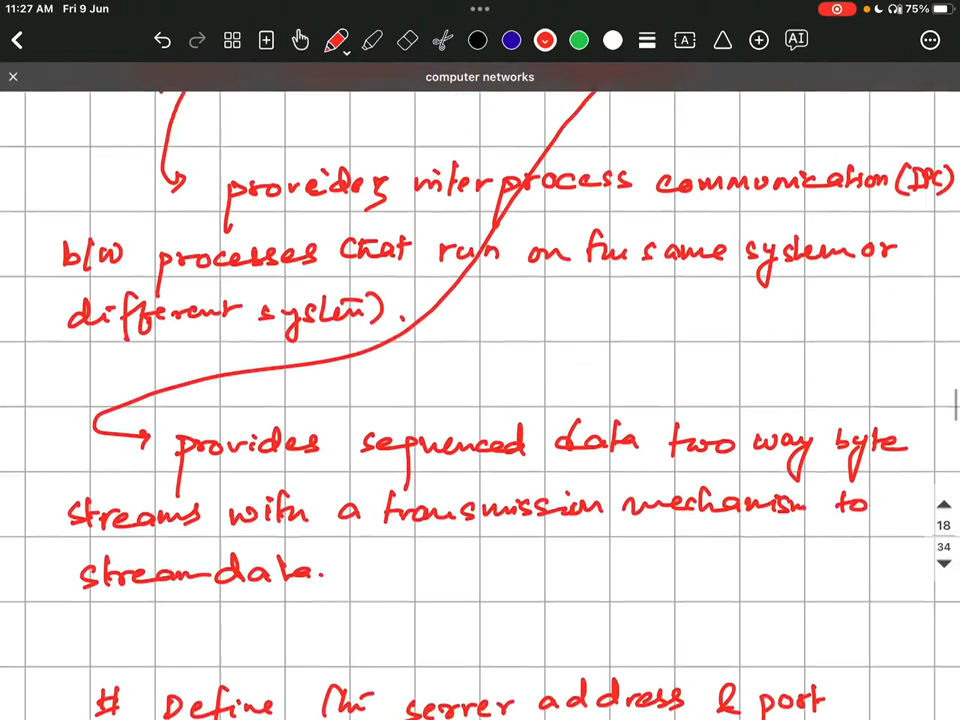 11:27 AM Fri 9 Jun
75%
AI
computer networks
provides interprocess communication (IPC)
b/w processes (that run on the same system or
different system).
provides sequenced data two way byte
streams with a transmission mechanism to
stream data.
18
34
# Define the server address & port